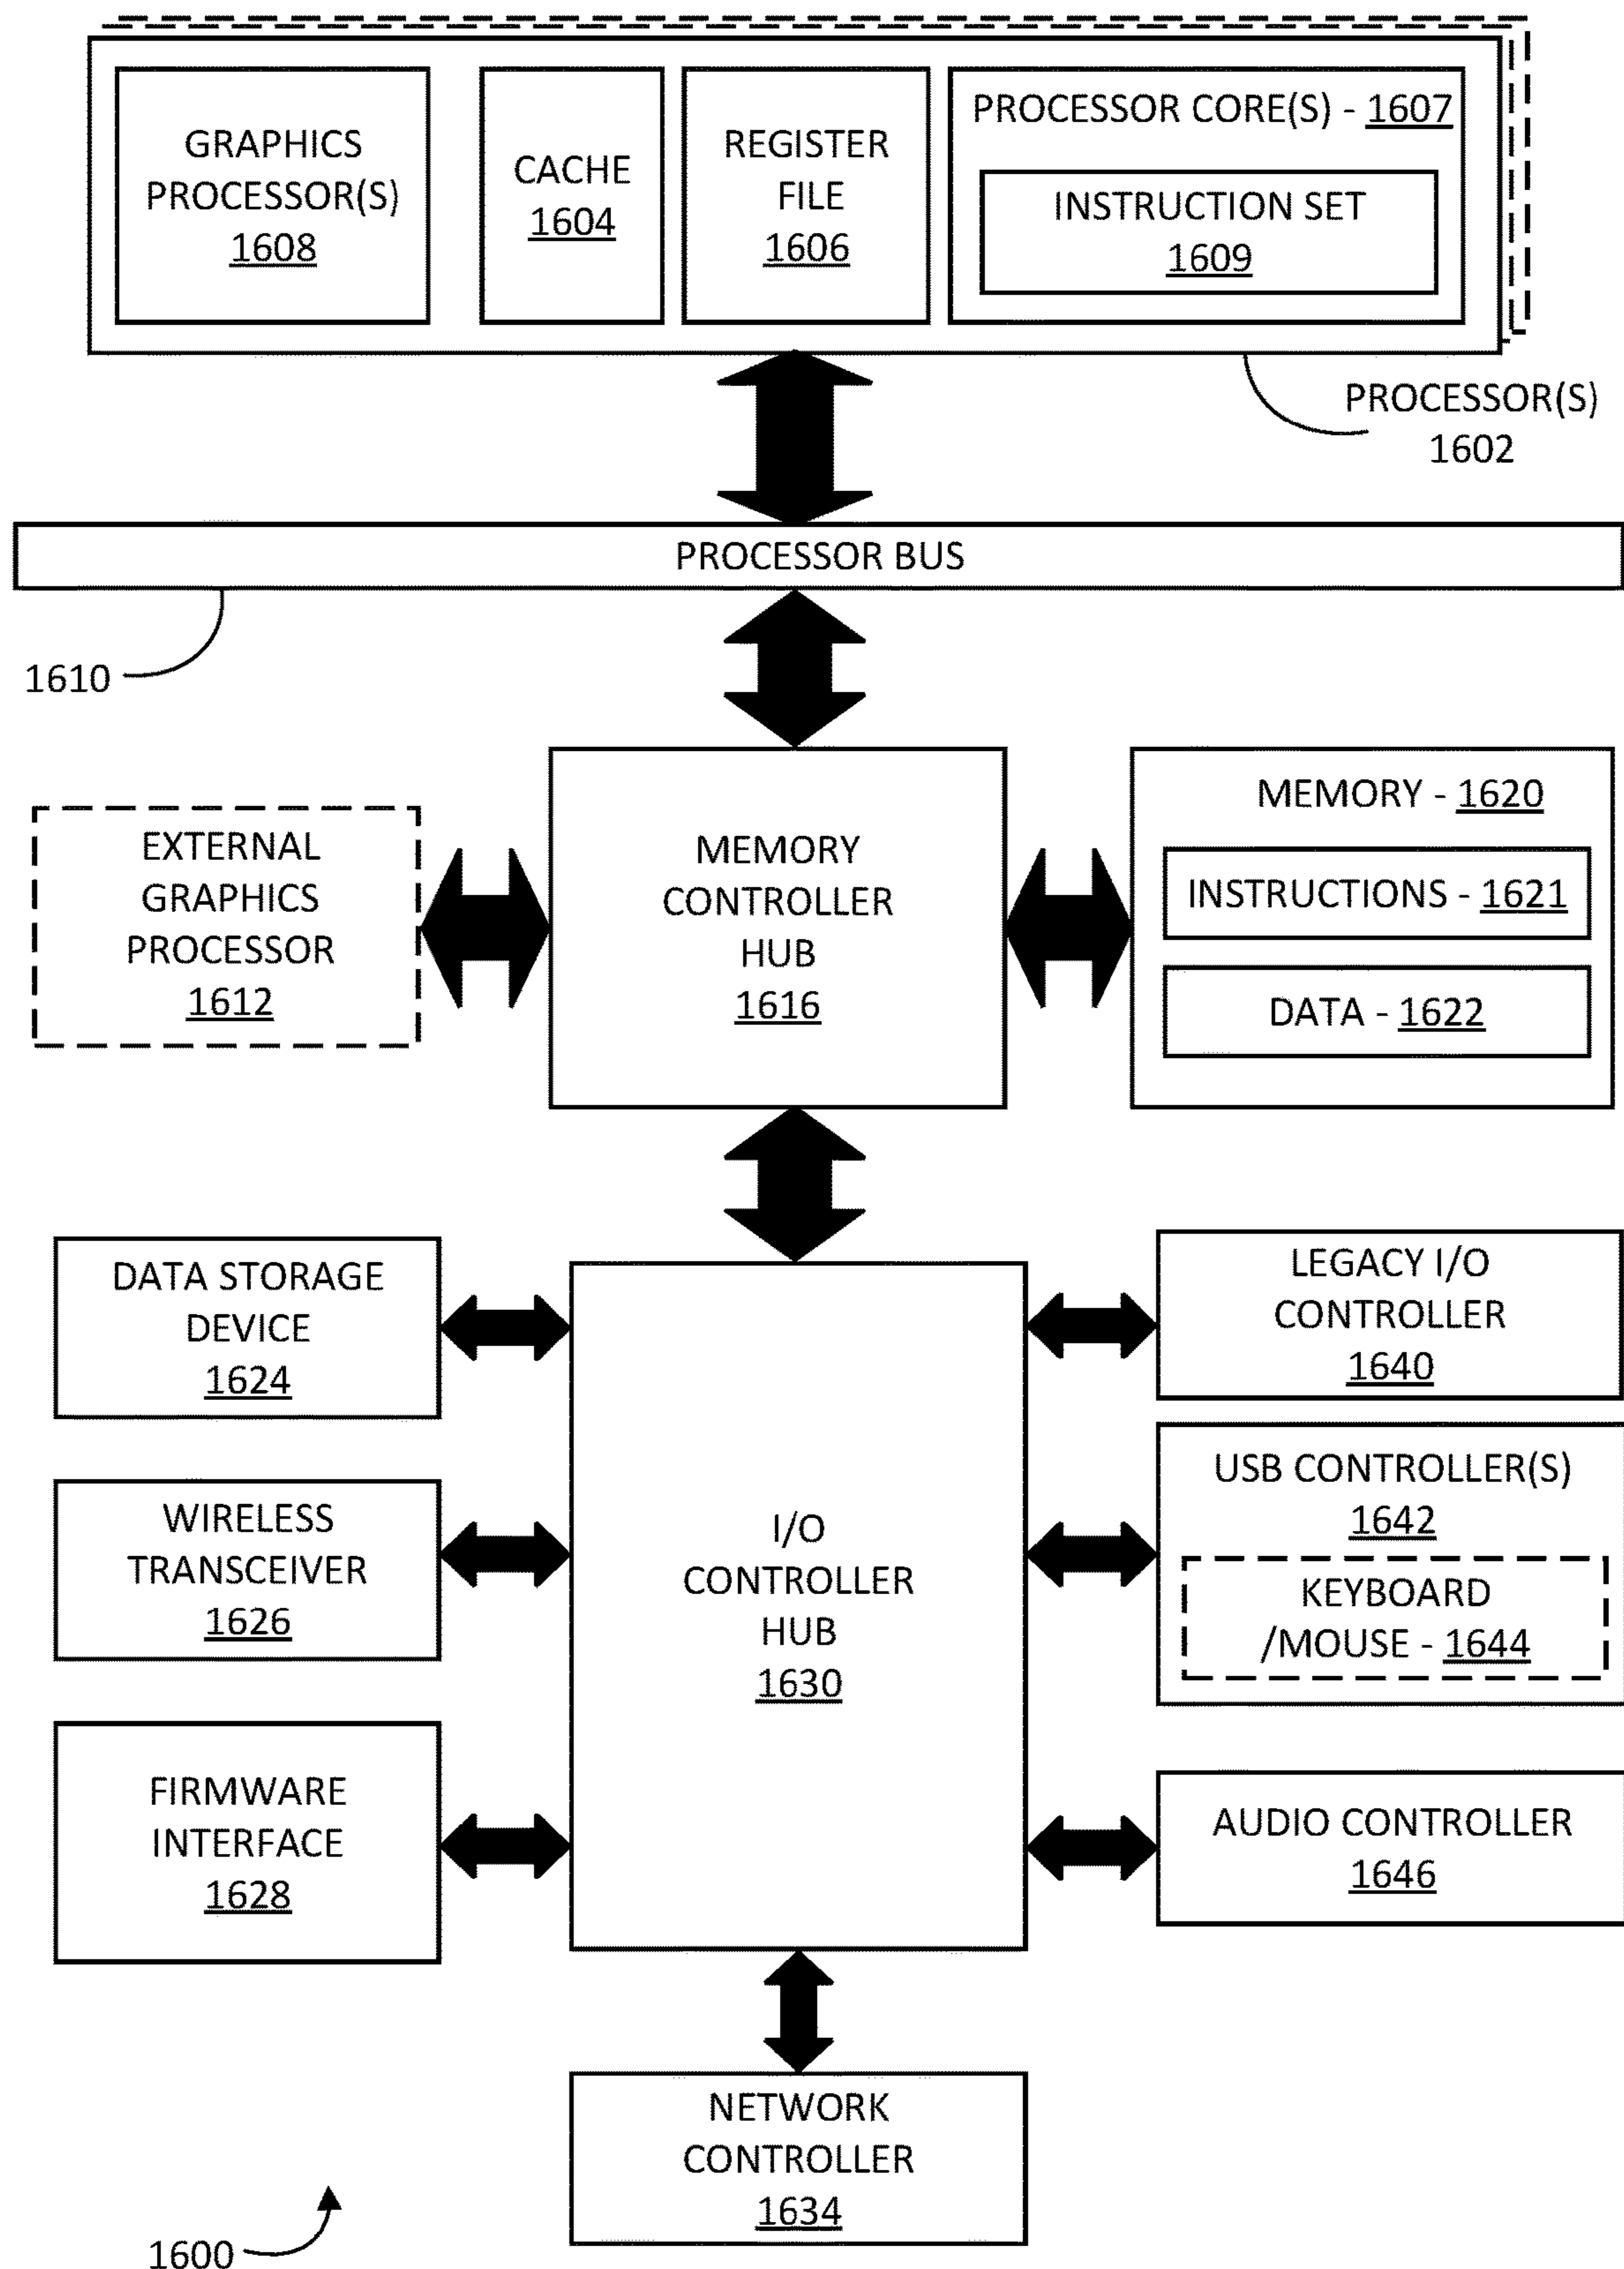 GRAPHICS
PROCESSOR(S)
1608
CACHE
1604
REGISTER
FILE
1606
PROCESSOR CORE(S) - 1607
INSTRUCTION SET
1609
PROCESSOR(S)
1602
PROCESSOR BUS
1610
EXTERNAL
GRAPHICS
PROCESSOR
1612
MEMORY
CONTROLLER
HUB
1616
MEMORY - 1620
INSTRUCTIONS - 1621
DATA - 1622
DATA STORAGE
DEVICE
1624
WIRELESS
TRANSCEIVER
1626
FIRMWARE
INTERFACE
1628
I/O
CONTROLLER
HUB
1630
LEGACY I/O
CONTROLLER
1640
USB CONTROLLER(S)
1642
KEYBOARD
/MOUSE - 1644
AUDIO CONTROLLER
1646
NETWORK
CONTROLLER
1634
1600